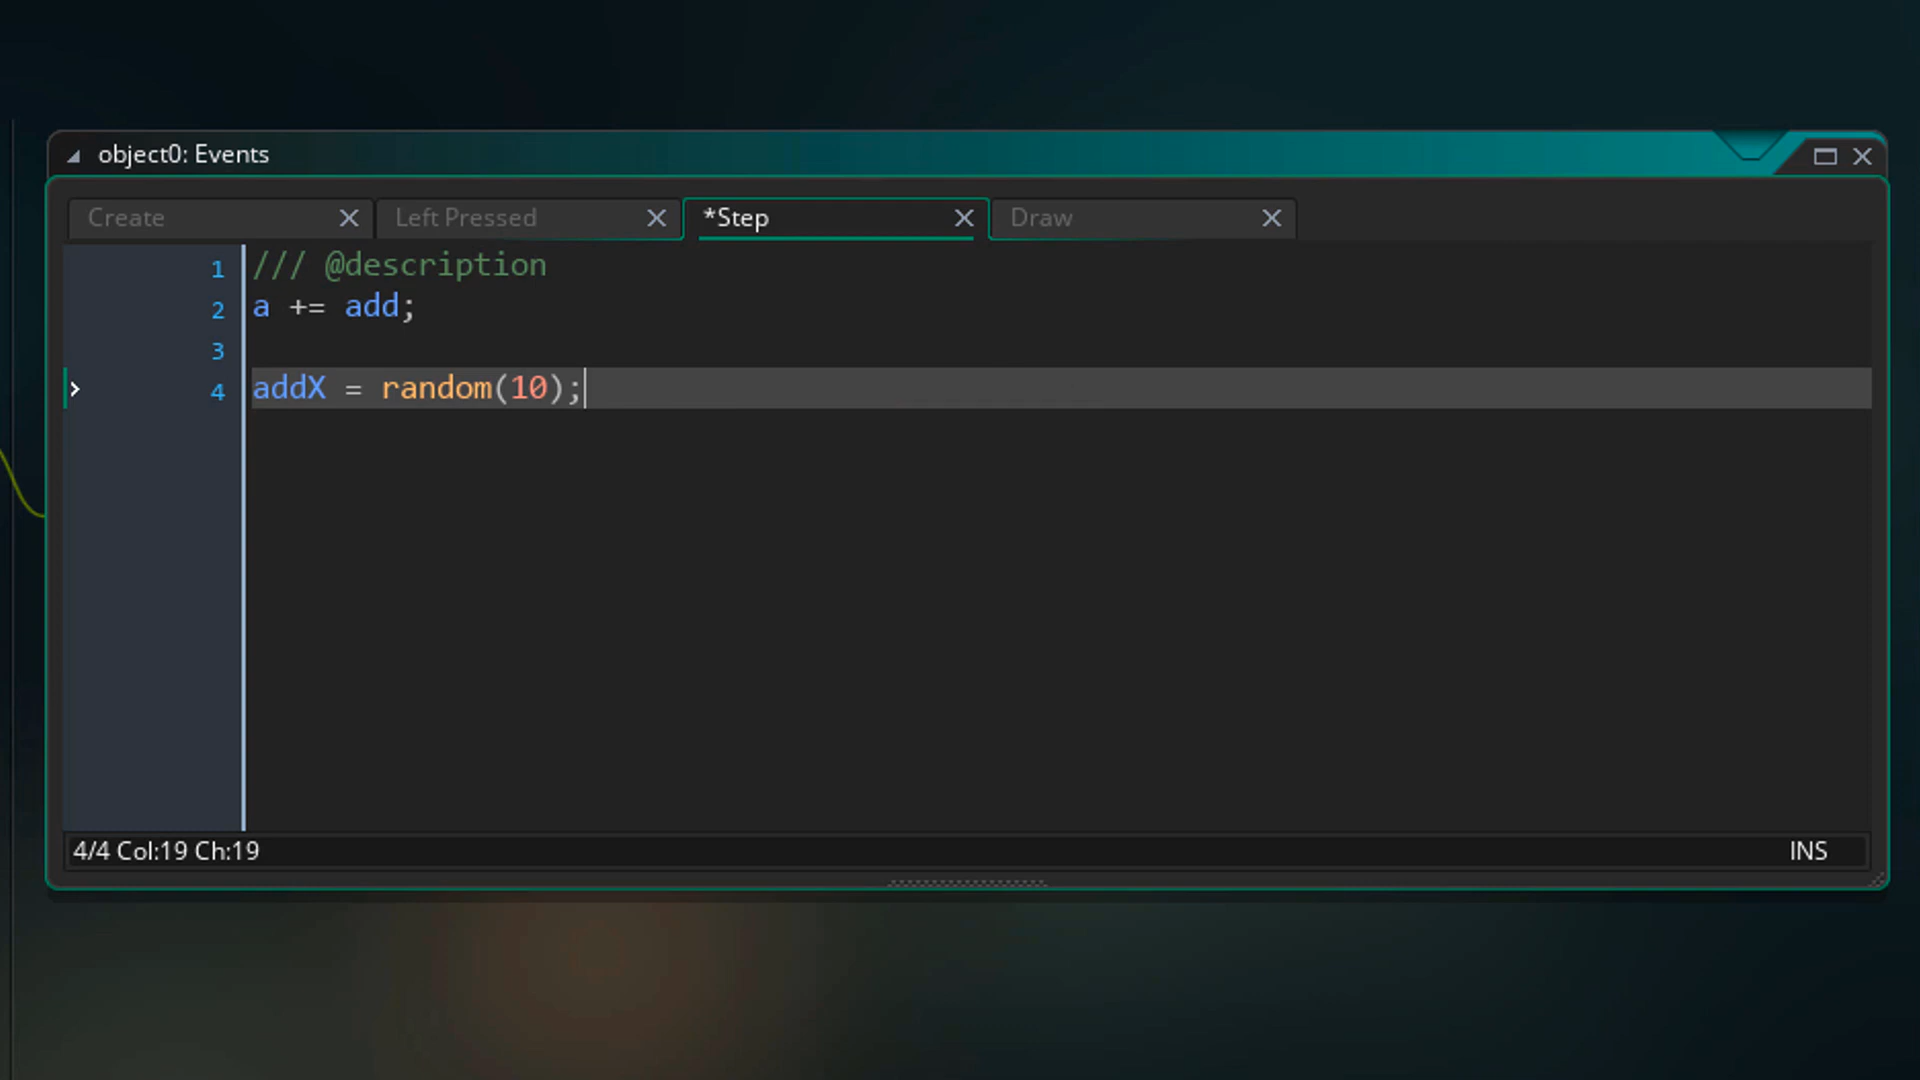 object0: Events
Create
Left Pressed
*Step
Draw
1 /// @description
2 a += add;
3
4 addX = random(10);
4/4 Col:19 Ch:19
INS